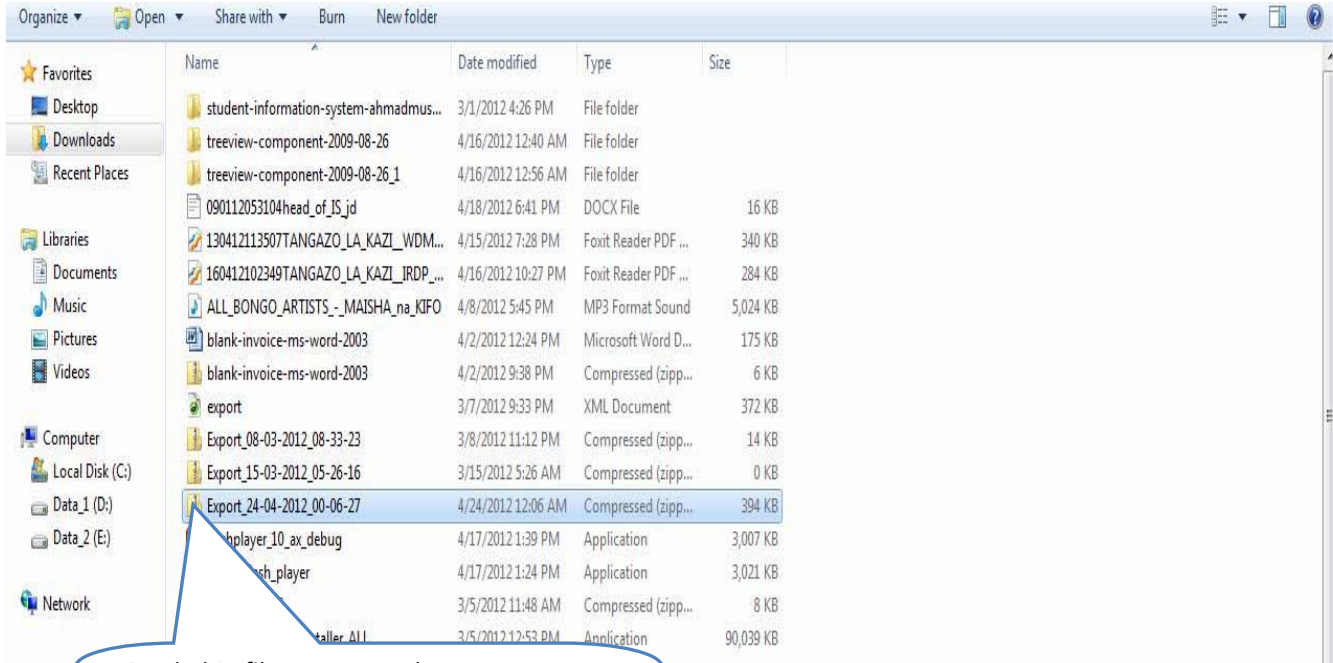 Organize ▾ Open ▾ Share with ▾ Burn New folder
Favorites
Desktop
Downloads
Recent Places
Libraries
Documents
Music
Pictures
Videos
Computer
Local Disk (C:)
Data_1 (D:)
Data_2 (E:)
Network
Name Date modified Type Size
student-information-system-ahmadmus... 3/1/2012 4:26 PM File folder
treeview-component-2009-08-26 4/16/2012 12:40 AM File folder
treeview-component-2009-08-26_1 4/16/2012 12:56 AM File folder
090112053104head_of_IS_jd 4/18/2012 6:41 PM DOCX File 16 KB
130412113507TANGAZO_LA_KAZI__WDM... 4/15/2012 7:28 PM Foxit Reader PDF ... 340 KB
160412102349TANGAZO_LA_KAZI__IRDP_... 4/16/2012 10:27 PM Foxit Reader PDF ... 284 KB
ALL_BONGO_ARTISTS_-_MAISHA_na_KIFO 4/8/2012 5:45 PM MP3 Format Sound 5,024 KB
blank-invoice-ms-word-2003 4/2/2012 12:24 PM Microsoft Word D... 175 KB
blank-invoice-ms-word-2003 4/2/2012 9:38 PM Compressed (zipp... 6 KB
export 3/7/2012 9:33 PM XML Document 372 KB
Export_08-03-2012_08-33-23 3/8/2012 11:12 PM Compressed (zipp... 14 KB
Export_15-03-2012_05-26-16 3/15/2012 5:26 AM Compressed (zipp... 0 KB
Export_24-04-2012_00-06-27 4/24/2012 12:06 AM Compressed (zipp... 394 KB
hplayer_10_ax_debug 4/17/2012 1:39 PM Application 3,007 KB
sh_player 4/17/2012 1:24 PM Application 3,021 KB
3/5/2012 11:48 AM Compressed (zipp... 8 KB
taller_ALL 3/5/2012 12:53 PM Application 90,039 KB